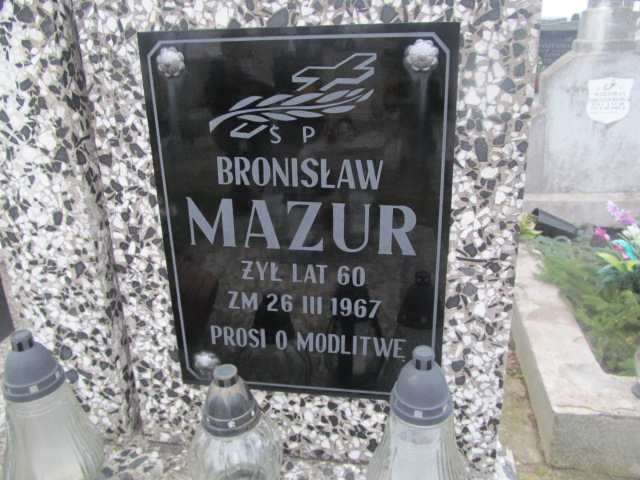 Ś P
BRONISŁAW
MAZUR
ŻYŁ LAT 60
ZM 26 III 1967
PROSI O MODLITWĘ